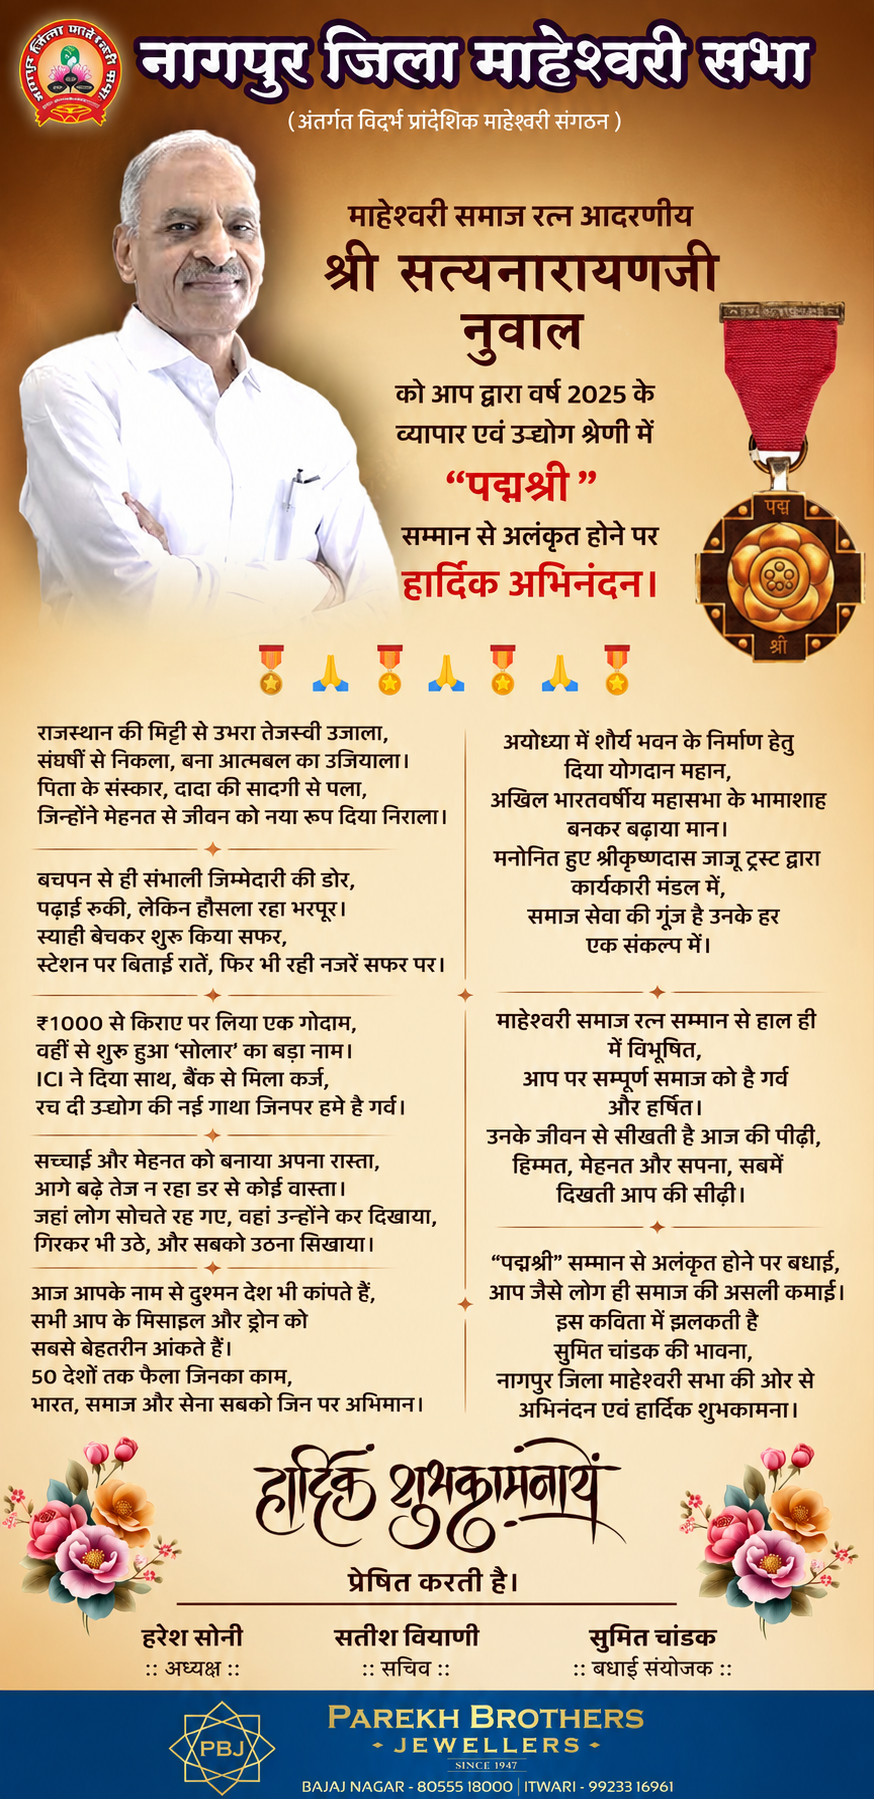 नागपुर जिला माहेश्वरी सभा
नागपुर जिला माहेश्वरी सभा
(अंतर्गत विदर्भ प्रांदेशिक माहेश्वरी संगठन )
माहेश्वरी समाज रत्न आदरणीय
श्री सत्यनारायणजी
नुवाल
को आप द्वारा वर्ष 2025 के
व्यापार एवं उद्योग श्रेणी में
“पद्मश्री ”
सम्मान से अलंकृत होने पर
हार्दिक अभिनंदन।
पद्म
श्री
राजस्थान की मिट्टी से उभरा तेजस्वी उजाला,
संघर्षों से निकला, बना आत्मबल का उजियाला।
पिता के संस्कार, दादा की सादगी से पला,
जिन्होंने मेहनत से जीवन को नया रूप दिया निराला।
बचपन से ही संभाली जिम्मेदारी की डोर,
पढ़ाई रुकी, लेकिन हौसला रहा भरपूर।
स्याही बेचकर शुरू किया सफर,
स्टेशन पर बिताई रातें, फिर भी रही नजरें सफर पर।
₹1000 से किराए पर लिया एक गोदाम,
वहीं से शुरू हुआ ‘सोलार’ का बड़ा नाम।
ICI ने दिया साथ, बैंक से मिला कर्ज,
रच दी उद्योग की नई गाथा जिनपर हमे है गर्व।
सच्चाई और मेहनत को बनाया अपना रास्ता,
आगे बढ़े तेज न रहा डर से कोई वास्ता।
जहां लोग सोचते रह गए, वहां उन्होंने कर दिखाया,
गिरकर भी उठे, और सबको उठना सिखाया।
आज आपके नाम से दुश्मन देश भी कांपते हैं,
सभी आप के मिसाइल और ड्रोन को
सबसे बेहतरीन आंकते हैं।
50 देशों तक फैला जिनका काम,
भारत, समाज और सेना सबको जिन पर अभिमान।
अयोध्या में शौर्य भवन के निर्माण हेतु
दिया योगदान महान,
अखिल भारतवर्षीय महासभा के भामाशाह
बनकर बढ़ाया मान।
मनोनित हुए श्रीकृष्णदास जाजू ट्रस्ट द्वारा
कार्यकारी मंडल में,
समाज सेवा की गूंज है उनके हर
एक संकल्प में।
माहेश्वरी समाज रत्न सम्मान से हाल ही
में विभूषित,
आप पर सम्पूर्ण समाज को है गर्व
और हर्षित।
उनके जीवन से सीखती है आज की पीढ़ी,
हिम्मत, मेहनत और सपना, सबमें
दिखती आप की सीढ़ी।
“पद्मश्री” सम्मान से अलंकृत होने पर बधाई,
आप जैसे लोग ही समाज की असली कमाई।
इस कविता में झलकती है
सुमित चांडक की भावना,
नागपुर जिला माहेश्वरी सभा की ओर से
अभिनंदन एवं हार्दिक शुभकामना।
हार्दिक शुभकामंनायें
प्रेषित करती है।
हरेश सोनी
:: अध्यक्ष ::
सतीश वियाणी
:: सचिव ::
सुमित चांडक
:: बधाई संयोजक ::
PBJ
PAREKH BROTHERS
JEWELLERS
SINCE 1947
BAJAJ NAGAR - 80555 18000 | ITWARI - 99233 16961